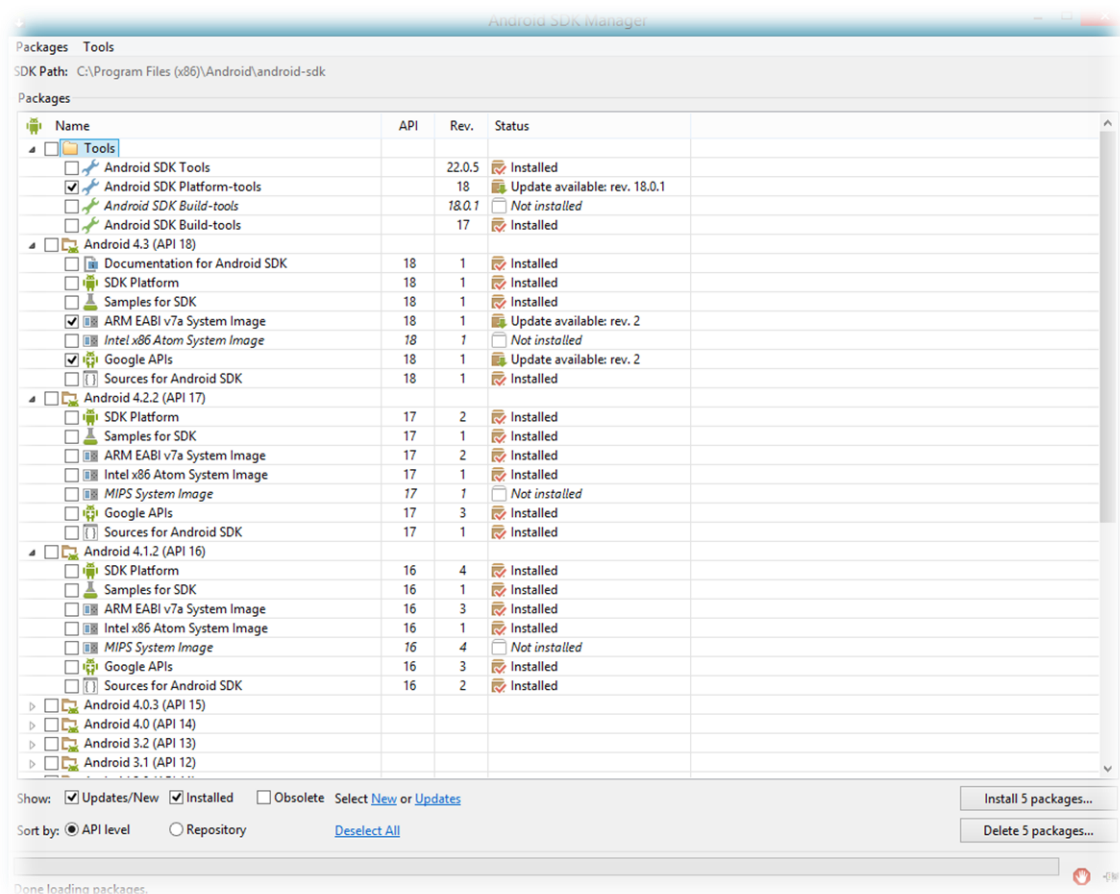 Android SDK Manager
Packages Tools
SDK Path: C:\Program Files (x86)\Android\android-sdk
Packages
Name API Rev. Status
Tools
Android SDK Tools 22.0.5 Installed
Android SDK Platform-tools 18 Update available: rev. 18.0.1
Android SDK Build-tools 18.0.1 Not installed
Android SDK Build-tools 17 Installed
Android 4.3 (API 18)
Documentation for Android SDK 18 1 Installed
SDK Platform 18 1 Installed
Samples for SDK 18 1 Installed
ARM EABI v7a System Image 18 1 Update available: rev. 2
Intel x86 Atom System Image 18 1 Not installed
Google APIs 18 1 Update available: rev. 2
Sources for Android SDK 18 1 Installed
Android 4.2.2 (API 17)
SDK Platform 17 2 Installed
Samples for SDK 17 1 Installed
ARM EABI v7a System Image 17 2 Installed
Intel x86 Atom System Image 17 1 Installed
MIPS System Image 17 1 Not installed
Google APIs 17 3 Installed
Sources for Android SDK 17 1 Installed
Android 4.1.2 (API 16)
SDK Platform 16 4 Installed
Samples for SDK 16 1 Installed
ARM EABI v7a System Image 16 3 Installed
Intel x86 Atom System Image 16 1 Installed
MIPS System Image 16 4 Not installed
Google APIs 16 3 Installed
Sources for Android SDK 16 2 Installed
Android 4.0.3 (API 15)
Android 4.0 (API 14)
Android 3.2 (API 13)
Android 3.1 (API 12)
Show: Updates/New Installed Obsolete Select New or Updates Install 5 packages...
Sort by: API level Repository Deselect All Delete 5 packages...
Done loading packages.